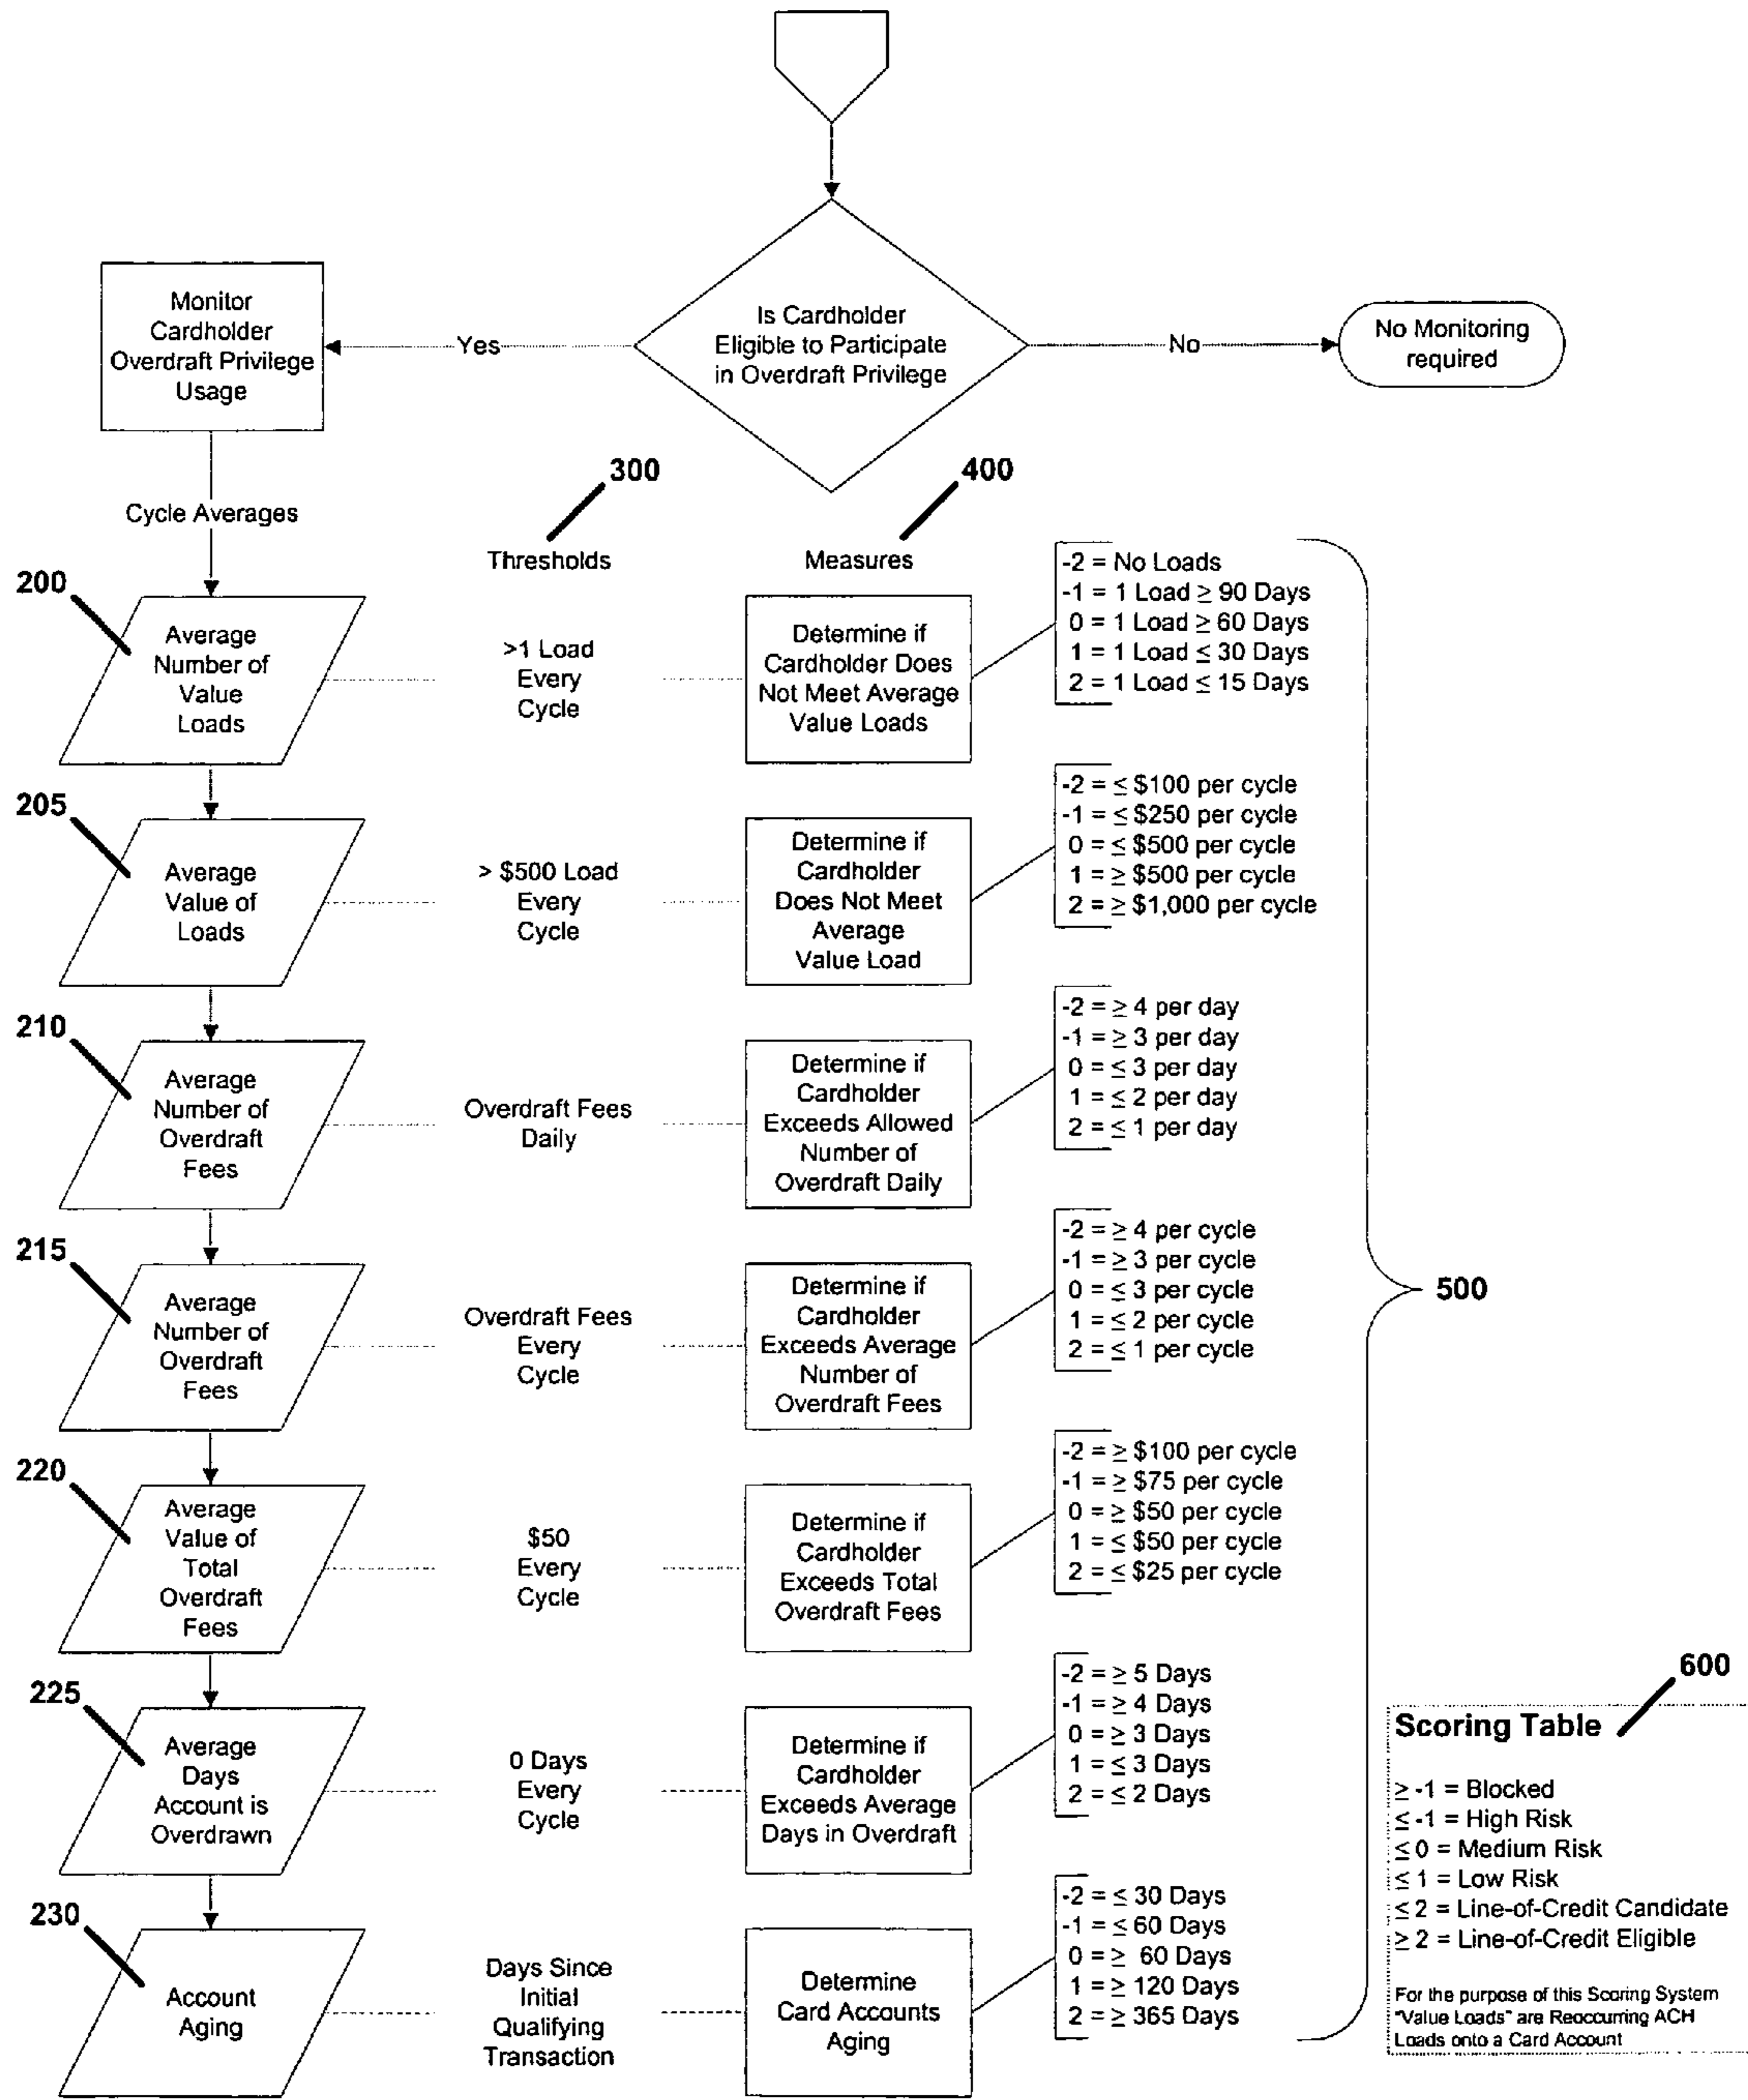 Is Cardholder
Eligible to Participate
in Overdraft Privilege
Yes
No
No Monitoring
required
Monitor
Cardholder
Overdraft Privilege
Usage
Cycle Averages
300
Thresholds
400
Measures
200
Average
Number of
Value
Loads
>1 Load
Every
Cycle
Determine if
Cardholder Does
Not Meet Average
Value Loads
-2 = No Loads
-1 = 1 Load ≥ 90 Days
0 = 1 Load ≥ 60 Days
1 = 1 Load ≤ 30 Days
2 = 1 Load ≤ 15 Days
205
Average
Value of
Loads
> $500 Load
Every
Cycle
Determine if
Cardholder
Does Not Meet
Average
Value Load
-2 = ≤ $100 per cycle
-1 = ≤ $250 per cycle
0 = ≤ $500 per cycle
1 = ≥ $500 per cycle
2 = ≥ $1,000 per cycle
210
Average
Number of
Overdraft
Fees
Overdraft Fees
Daily
Determine if
Cardholder
Exceeds Allowed
Number of
Overdraft Daily
-2 = ≥ 4 per day
-1 = ≥ 3 per day
0 = ≤ 3 per day
1 = ≤ 2 per day
2 = ≤ 1 per day
215
Average
Number of
Overdraft
Fees
Overdraft Fees
Every
Cycle
Determine if
Cardholder
Exceeds Average
Number of
Overdraft Fees
-2 = ≥ 4 per cycle
-1 = ≥ 3 per cycle
0 = ≤ 3 per cycle
1 = ≤ 2 per cycle
2 = ≤ 1 per cycle
500
220
Average
Value of
Total
Overdraft
Fees
$50
Every
Cycle
Determine if
Cardholder
Exceeds Total
Overdraft Fees
-2 = ≥ $100 per cycle
-1 = ≥ $75 per cycle
0 = ≥ $50 per cycle
1 = ≤ $50 per cycle
2 = ≤ $25 per cycle
225
Average
Days
Account is
Overdrawn
0 Days
Every
Cycle
Determine if
Cardholder
Exceeds Average
Days in Overdraft
-2 = ≥ 5 Days
-1 = ≥ 4 Days
0 = ≥ 3 Days
1 = ≤ 3 Days
2 = ≤ 2 Days
230
Account
Aging
Days Since
Initial
Qualifying
Transaction
Determine
Card Accounts
Aging
-2 = ≤ 30 Days
-1 = ≤ 60 Days
0 = ≥ 60 Days
1 = ≥ 120 Days
2 = ≥ 365 Days
600
Scoring Table
≥ -1 = Blocked
≤ -1 = High Risk
≤ 0 = Medium Risk
≤ 1 = Low Risk
≤ 2 = Line-of-Credit Candidate
≥ 2 = Line-of-Credit Eligible
For the purpose of this Scoring System
"Value Loads" are Reoccurring ACH
Loads onto a Card Account